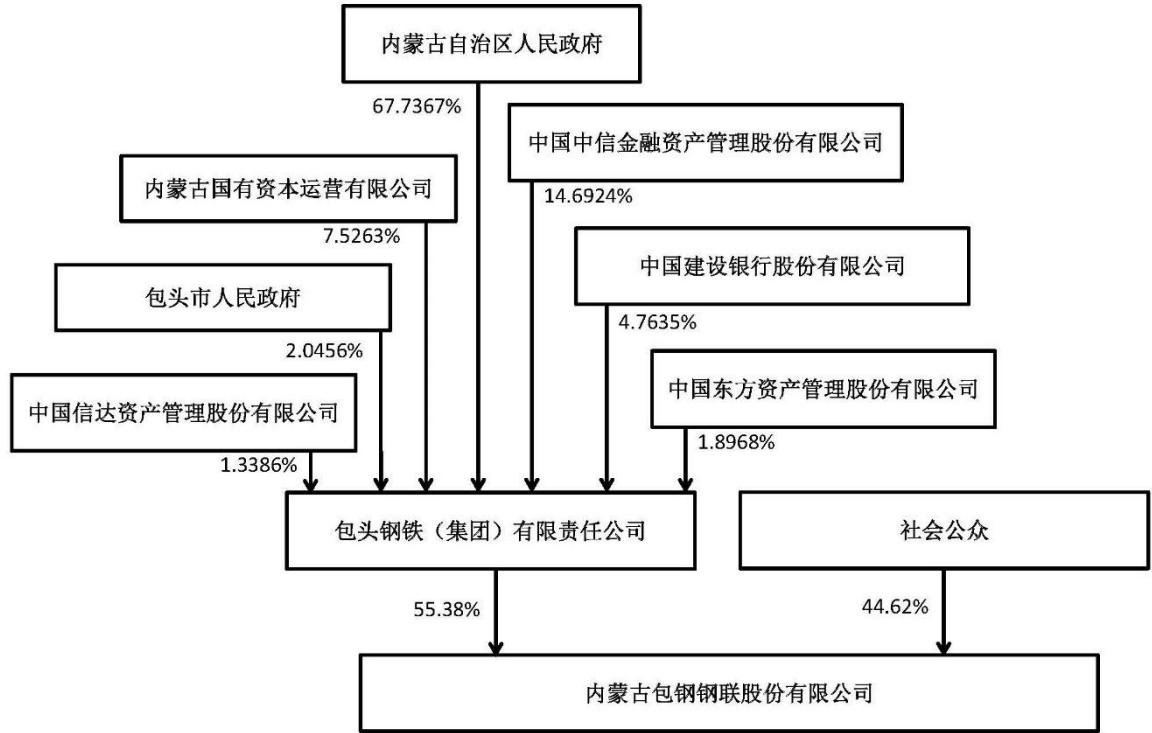 内蒙古自治区人民政府
67.7367%
中国中信金融资产管理股份有限公司
14.6924%
内蒙古国有资本运营有限公司
7.5263%
中国建设银行股份有限公司
4.7635%
包头市人民政府
2.0456%
中国东方资产管理股份有限公司
1.8968%
中国信达资产管理股份有限公司
1.3386%
包头钢铁（集团）有限责任公司
社会公众
55.38%
44.62%
内蒙古包钢钢联股份有限公司